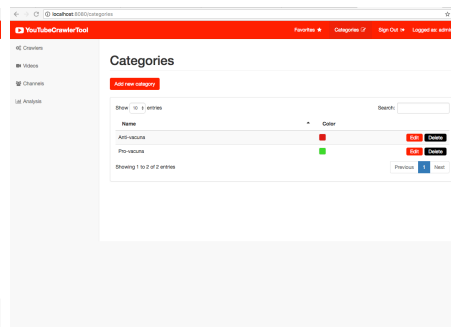 localhost:8080/categories
YouTubeCrawlerTool Favorites Categories Sign Out Logged as: admin
Crawlers
Videos
Channels
Analysis
Categories
Add new category
Show 10 entries Search:
Name Color
Anti-vacuna Edit Delete
Pro-vacuna Edit Delete
Showing 1 to 2 of 2 entries Previous 1 Next